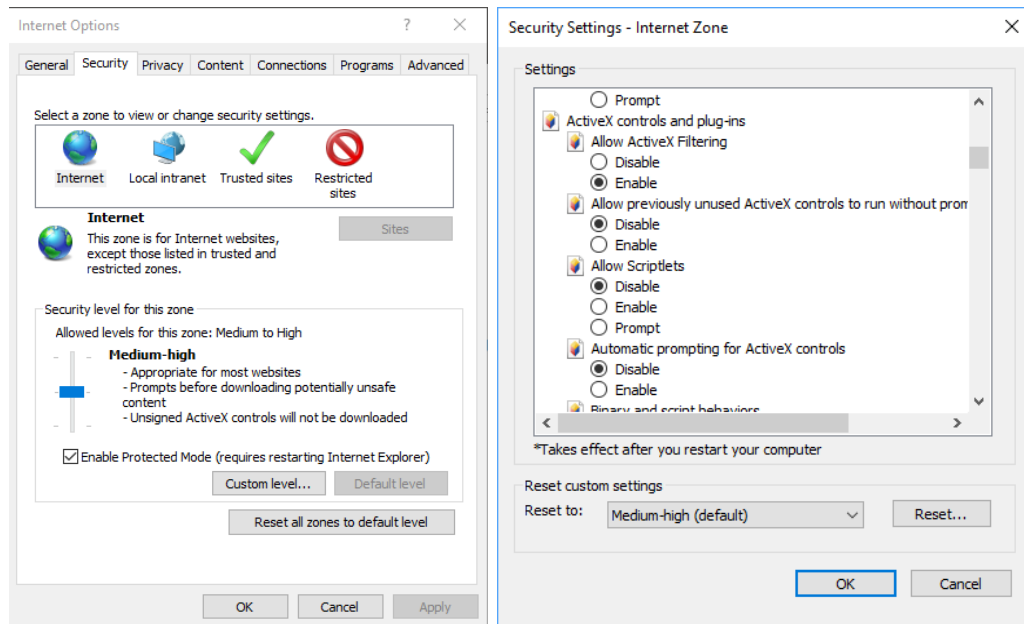 Internet Options
?
General Security Privacy Content Connections Programs Advanced
Select a zone to view or change security settings.
Internet Local intranet Trusted sites Restricted
sites
Internet
This zone is for Internet websites,
except those listed in trusted and
restricted zones.
Sites
Security level for this zone
Allowed levels for this zone: Medium to High
Medium-high
- Appropriate for most websites
- Prompts before downloading potentially unsafe
content
- Unsigned ActiveX controls will not be downloaded
Enable Protected Mode (requires restarting Internet Explorer)
Custom level... Default level
Reset all zones to default level
OK Cancel Apply
Security Settings - Internet Zone
Settings
Prompt
ActiveX controls and plug-ins
Allow ActiveX Filtering
Disable
Enable
Allow previously unused ActiveX controls to run without prom
Disable
Enable
Allow Scriptlets
Disable
Enable
Prompt
Automatic prompting for ActiveX controls
Disable
Enable
Binary and script behaviors
*Takes effect after you restart your computer
Reset custom settings
Reset to: Medium-high (default) Reset...
OK Cancel